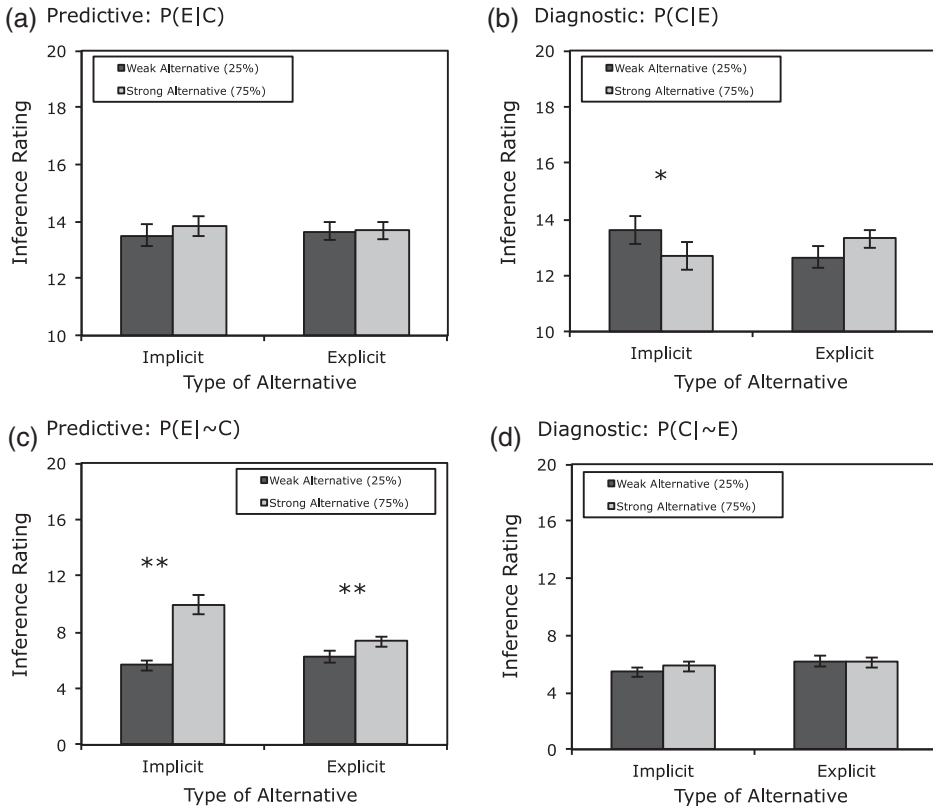 (a) Predictive: P(E|C)
20
18
16
14
12
10
Inference Rating
Weak Alternative (25%)
Strong Alternative (75%)
Implicit
Explicit
Type of Alternative
(b) Diagnostic: P(C|E)
20
18
16
14
12
10
Inference Rating
Weak Alternative (25%)
Strong Alternative (75%)
*
Implicit
Explicit
Type of Alternative
(c) Predictive: P(E|~C)
20
16
12
8
4
0
Inference Rating
Weak Alternative (25%)
Strong Alternative (75%)
**
**
Implicit
Explicit
Type of Alternative
(d) Diagnostic: P(C|~E)
20
16
12
8
4
0
Inference Rating
Weak Alternative (25%)
Strong Alternative (75%)
Implicit
Explicit
Type of Alternative